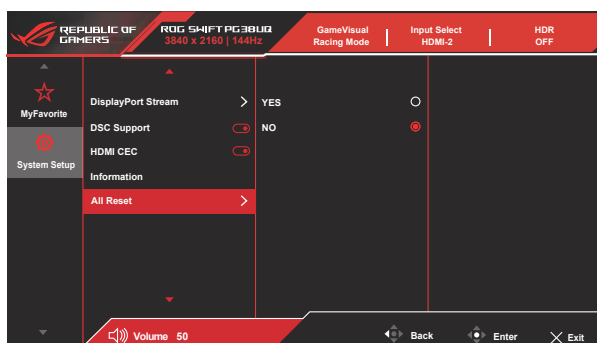 REPUBLIC OF
GAMERS
ROG SWIFT PG38UQ
3840 x 2160 | 144Hz
GameVisual
Racing Mode
Input Select
HDMI-2
HDR
OFF
MyFavorite
System Setup
DisplayPort Stream
DSC Support
HDMI CEC
Information
All Reset
YES
NO
Volume 50
Back
Enter
Exit